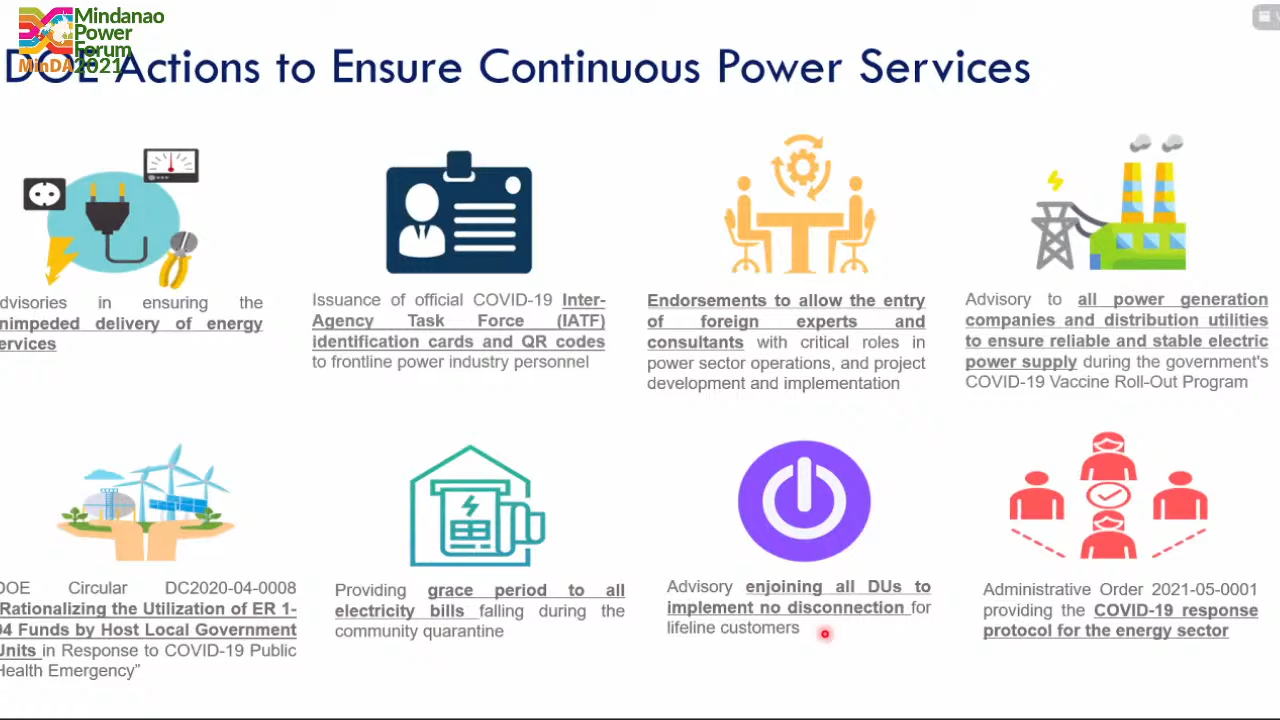 Mindanao
Power
Forum
MinDA2021
DOE Actions to Ensure Continuous Power Services
dvisories in ensuring the
nimpeded delivery of energy
ervices
Issuance of official COVID-19 Inter-
Agency Task Force (IATF)
identification cards and QR codes
to frontline power industry personnel
Endorsements to allow the entry
of foreign experts and
consultants with critical roles in
power sector operations, and project
development and implementation
Advisory to all power generation
companies and distribution utilities
to ensure reliable and stable electric
power supply during the government's
COVID-19 Vaccine Roll-Out Program
DOE Circular DC2020-04-0008
Rationalizing the Utilization of ER 1-
94 Funds by Host Local Government
Units in Response to COVID-19 Public
Health Emergency”
Providing grace period to all
electricity bills falling during the
community quarantine
Advisory enjoining all DUs to
implement no disconnection for
lifeline customers
Administrative Order 2021-05-0001
providing the COVID-19 response
protocol for the energy sector